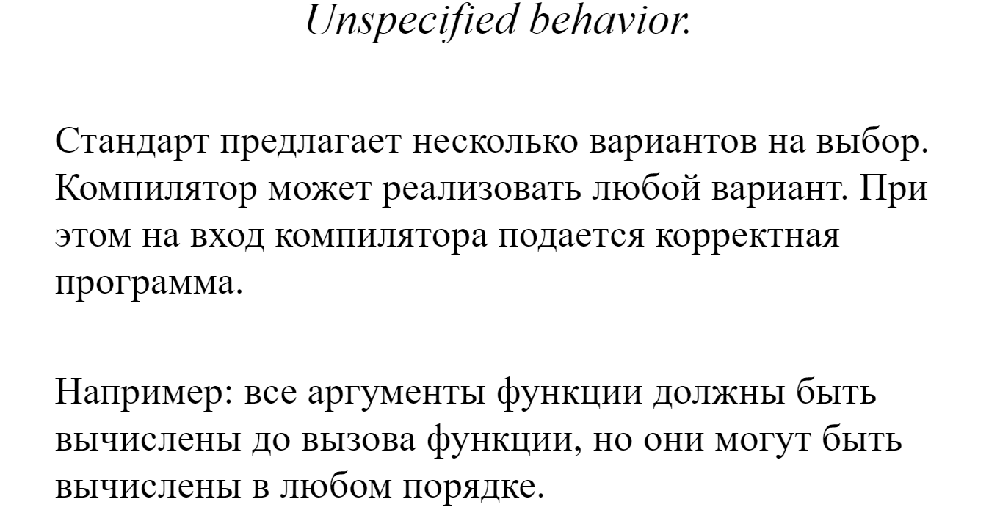 Unspecified behavior.
Стандарт предлагает несколько вариантов на выбор.
Компилятор может реализовать любой вариант. При
этом на вход компилятора подается корректная
программа.
Например: все аргументы функции должны быть
вычислены до вызова функции, но они могут быть
вычислены в любом порядке.